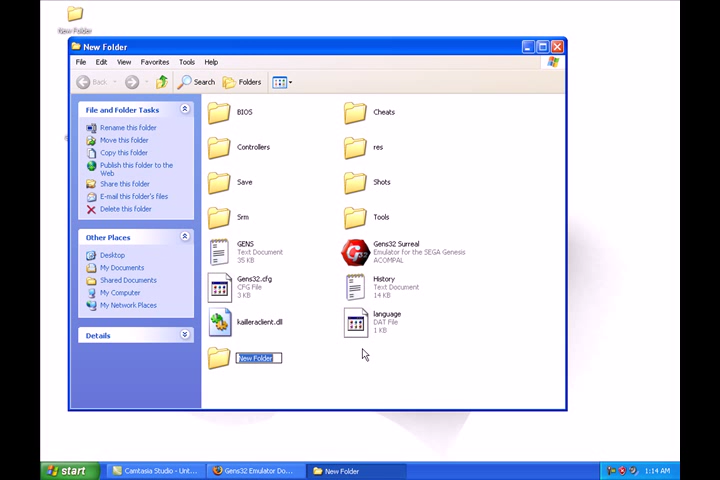 New Folder
New Folder
File Edit View Favorites Tools Help
Back Search Folders
File and Folder Tasks
Rename this folder
Move this folder
Copy this folder
Publish this folder to the
Web
Share this folder
E-mail this folder's files
Delete this folder
Other Places
Desktop
My Documents
Shared Documents
My Computer
My Network Places
Details
BIOS
Cheats
Controllers
res
Save
Shots
Srm
Tools
GENS
Text Document
35 KB
Gens32 Surreal
Emulator for the SEGA Genesis
ACOMPAL
Gens32.cfg
CFG File
3 KB
History
Text Document
14 KB
kailleraclient.dll
language
DAT File
1 KB
New Folder
start
Camtasia Studio - Unt...
Gens32 Emulator Do...
New Folder
1:14 AM